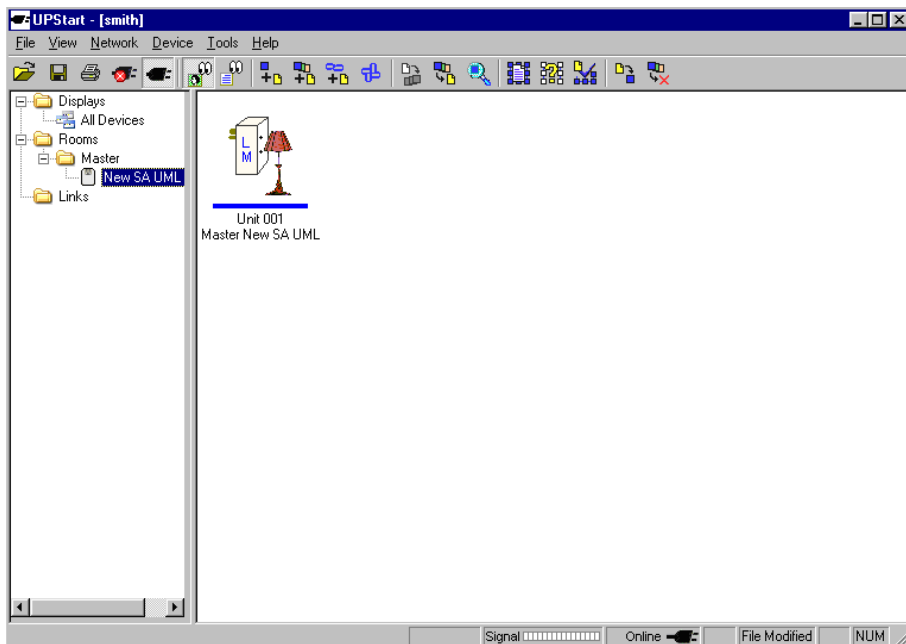 UPStart - [smith]
File View Network Device Tools Help
Displays
All Devices
Rooms
Master
New SA UML
Links
L
M
Unit 001
Master New SA UML
Signal Online File Modified NUM